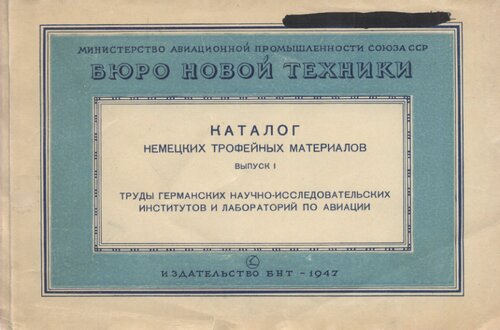 МИНИСТЕРСТВО АВИАЦИОННОЙ ПРОМЫШЛЕННОСТИ СОЮЗА ССР
БЮРО НОВОЙ ТЕХНИКИ
КАТАЛОГ
НЕМЕЦКИХ ТРОФЕЙНЫХ МАТЕРИАЛОВ
ВЫПУСК I
ТРУДЫ ГЕРМАНСКИХ НАУЧНО-ИССЛЕДОВАТЕЛЬСКИХ
ИНСТИТУТОВ И ЛАБОРАТОРИЙ ПО АВИАЦИИ
ИЗДАТЕЛЬСТВО БНТ - 1947